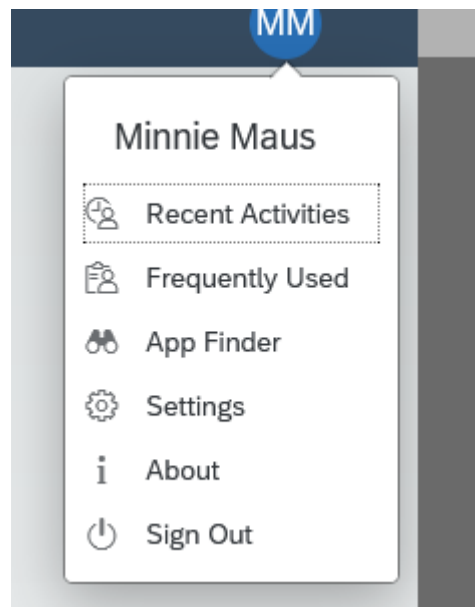 MM
Minnie Maus
Recent Activities
Frequently Used
App Finder
Settings
About
Sign Out